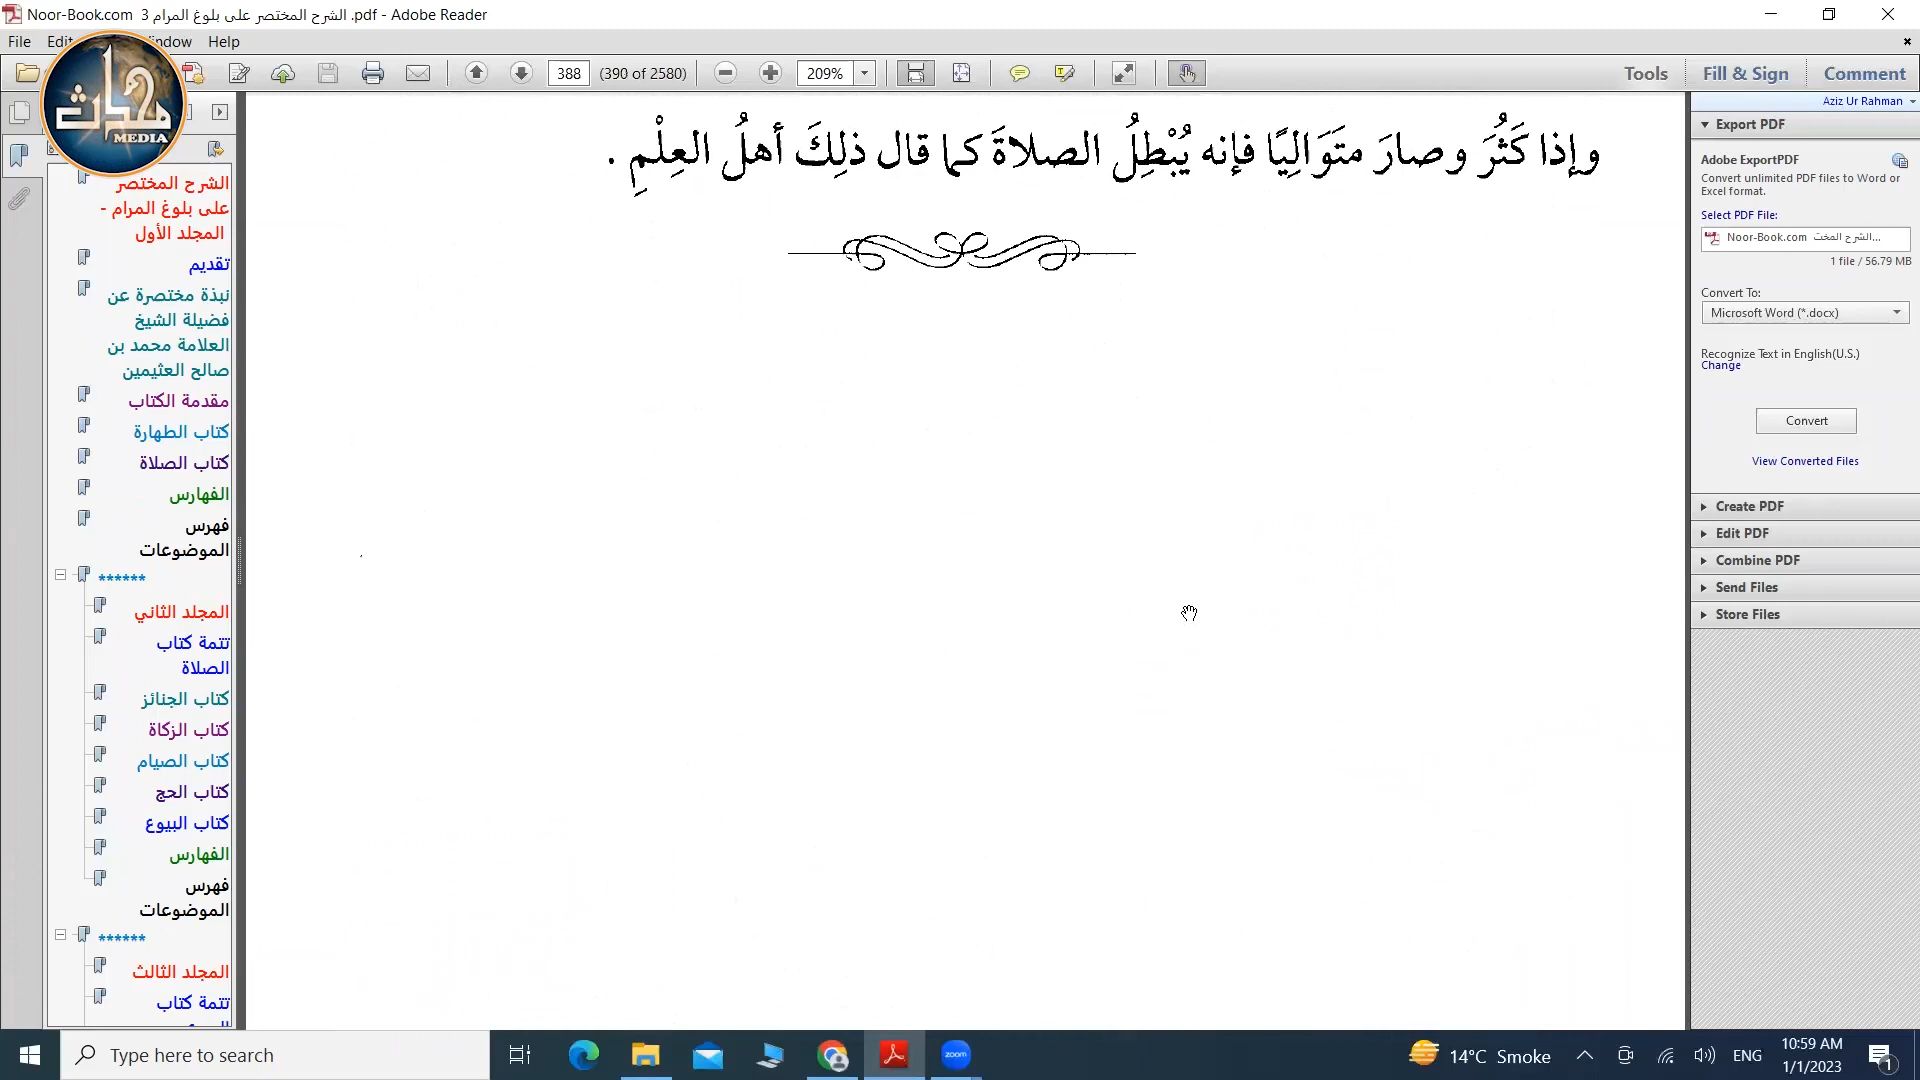 Noor-Book.com الشرح المختصر على بلوغ المرام 3 .pdf - Adobe Reader
File Edit Window Help
388 (390 of 2580) 209%
Tools Fill & Sign Comment
هدايات
MEDIA
Aziz Ur Rahman
وإذا كَثُرَ وصارَ متَوَالِيًا فإنه يُبْطِلُ الصلاةَ كما قال ذلِكَ أهلُ العِلْمِ .
الشرح المختصر
على بلوغ المرام -
المجلد الأول
تقديم
نبذة مختصرة عن
فضيلة الشيخ
العلامة محمد بن
صالح العثيمين
مقدمة الكتاب
كتاب الطهارة
كتاب الصلاة
الفهارس
فهرس
الموضوعات
******
المجلد الثاني
تتمة كتاب
الصلاة
كتاب الجنائز
كتاب الزكاة
كتاب الصيام
كتاب الحج
كتاب البيوع
الفهارس
فهرس
الموضوعات
******
المجلد الثالث
تتمة كتاب
Export PDF
Adobe ExportPDF
Convert unlimited PDF files to Word or
Excel format.
Select PDF File:
Noor-Book.com الشرح المخت...
1 file / 56.79 MB
Convert To:
Microsoft Word (*.docx)
Recognize Text in English(U.S.)
Change
Convert
View Converted Files
Create PDF
Edit PDF
Combine PDF
Send Files
Store Files
Type here to search
zoom
14°C Smoke
ENG
10:59 AM
1/1/2023
1